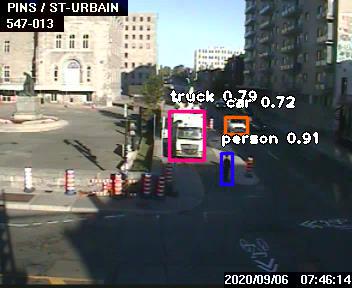 PINS / ST-URBAIN
547-013
truck 0.79
car 0.72
person 0.91
2020/09/06 07:46:14